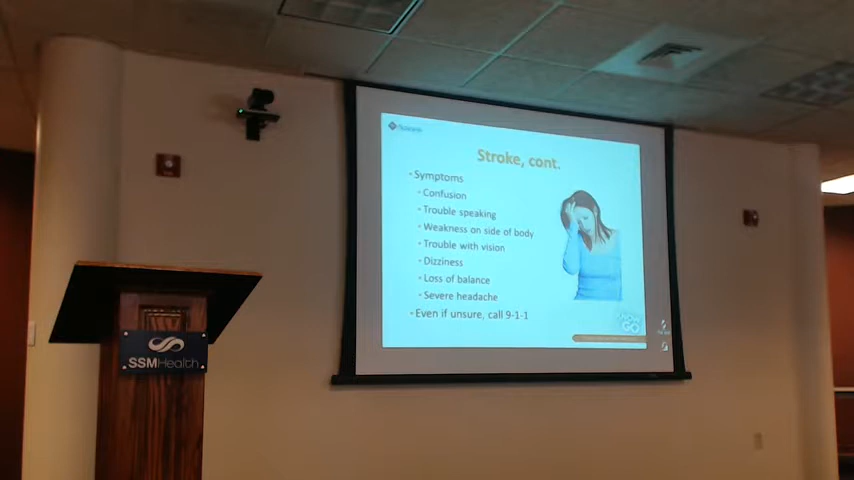 Stroke, cont.
▪ Symptoms
▪ Confusion
▪ Trouble speaking
▪ Weakness on side of body
▪ Trouble with vision
▪ Dizziness
▪ Loss of balance
▪ Severe headache
▪ Even if unsure, call 9-1-1
GO
SSMHealth